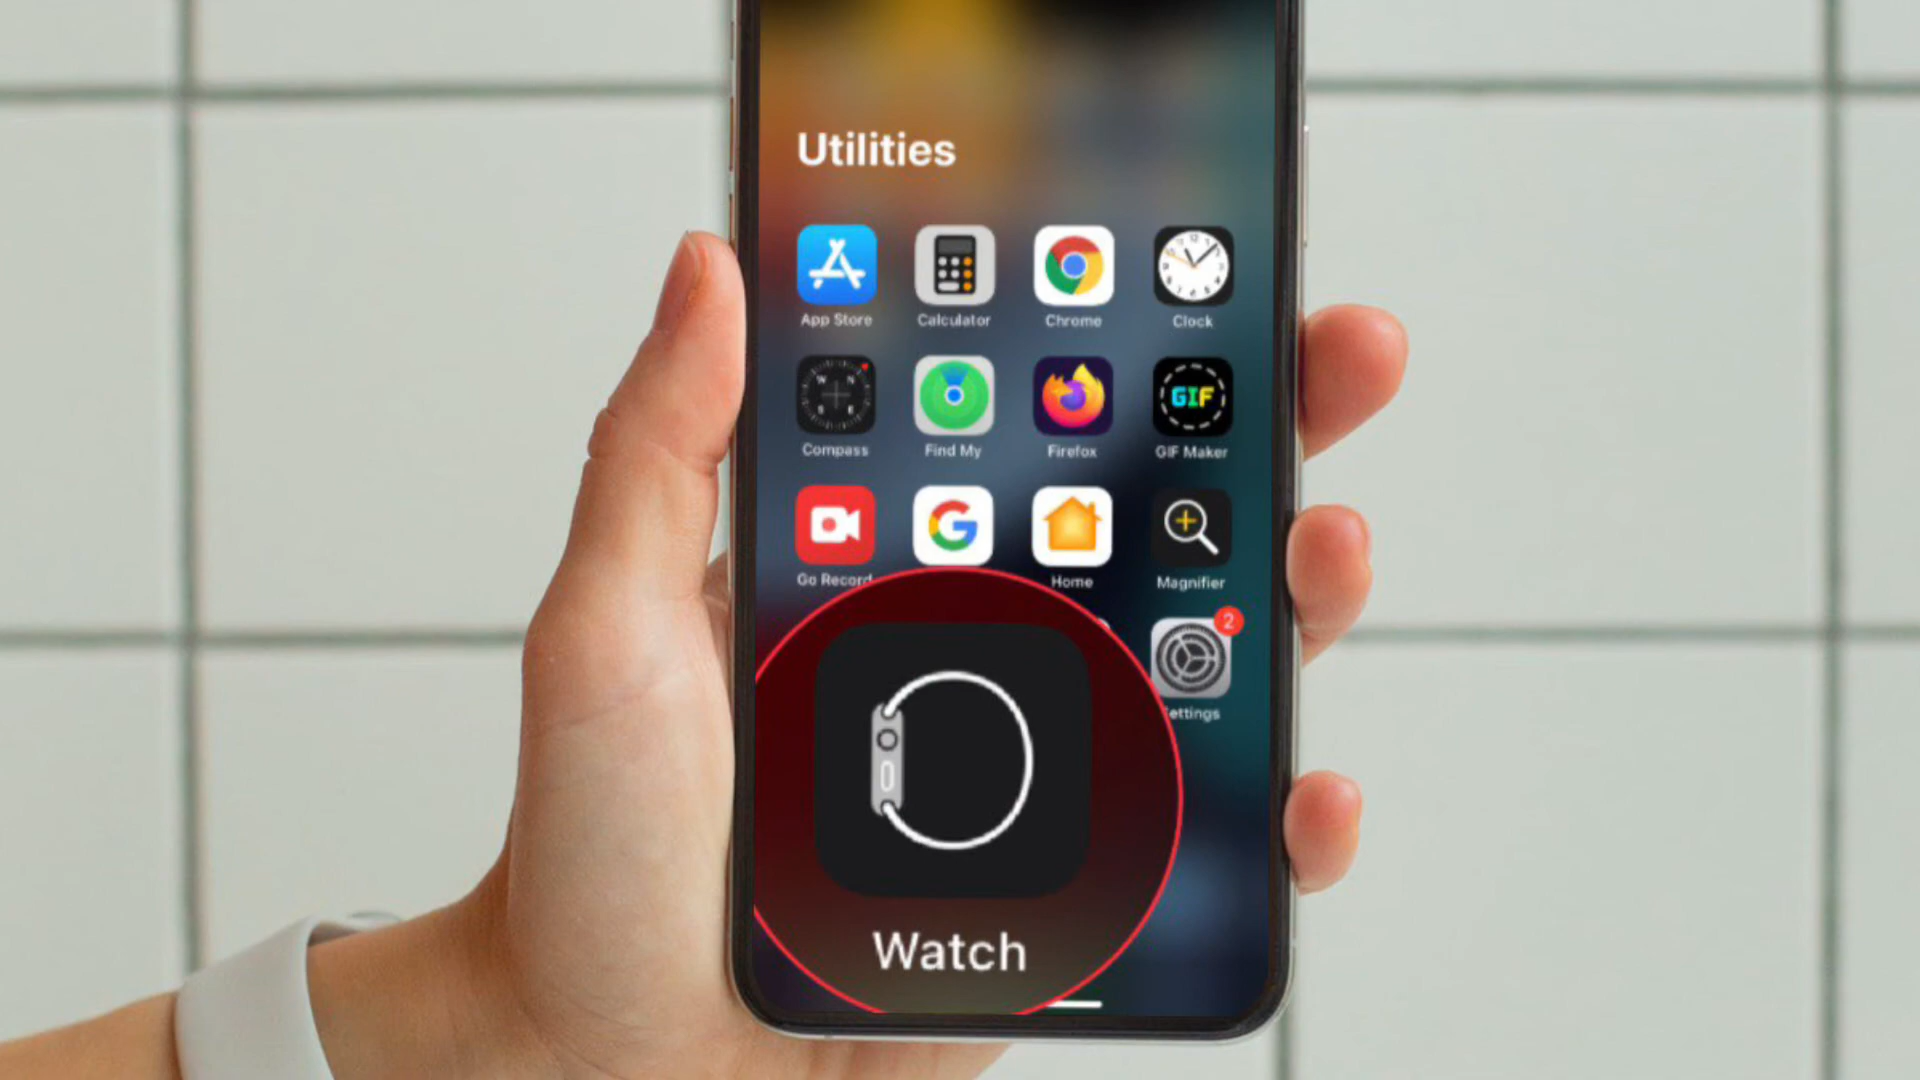 Utilities
App Store Calculator Chrome Clock
Compass Find My Firefox GIF Maker
GIF
Go Record Home Magnifier
2
ettings
Watch